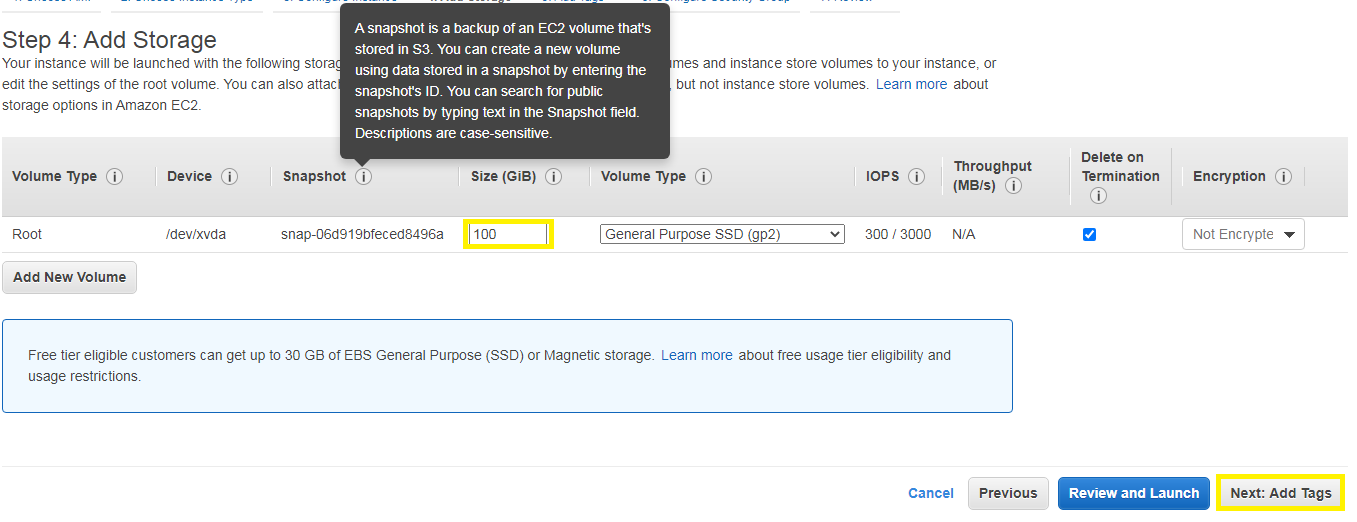 Step 4: Add Storage
A snapshot is a backup of an EC2 volume that's
stored in S3. You can create a new volume
using data stored in a snapshot by entering the
snapshot's ID. You can search for public
snapshots by typing text in the Snapshot field.
Descriptions are case-sensitive.
Your instance will be launched with the following storag umes and instance store volumes to your instance, or
edit the settings of the root volume. You can also attach , but not instance store volumes. Learn more about
storage options in Amazon EC2.
Volume Type i Device i Snapshot i Size (GiB) i Volume Type i IOPS i Throughput (MB/s) i Delete on Termination i Encryption i
Root /dev/xvda snap-06d919bfeced8496a 100 General Purpose SSD (gp2) 300 / 3000 N/A Not Encrypte
Add New Volume
Free tier eligible customers can get up to 30 GB of EBS General Purpose (SSD) or Magnetic storage. Learn more about free usage tier eligibility and
usage restrictions.
Cancel Previous Review and Launch Next: Add Tags